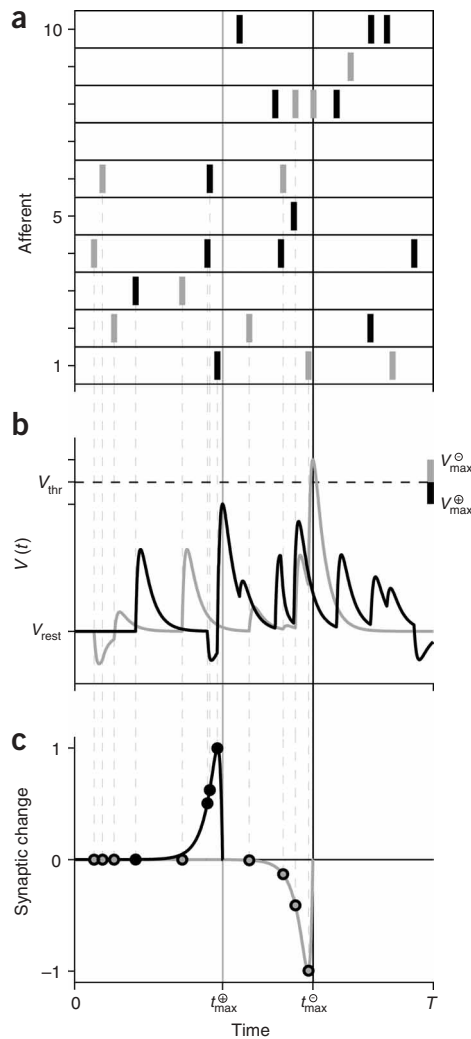 a
10
5
1
Afferent
b
V_thr
V_rest
V (t)
V_max^⊖
V_max^⊕
c
1
0
−1
Synaptic change
0
t_max^⊕
t_max^⊖
T
Time